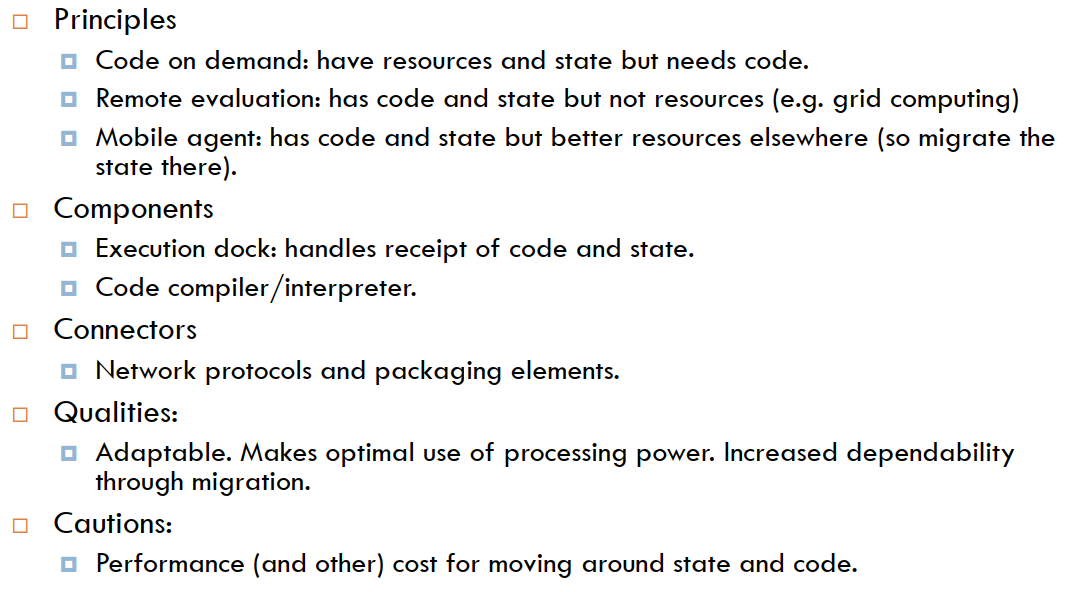 Principles
Code on demand: have resources and state but needs code.
Remote evaluation: has code and state but not resources (e.g. grid computing)
Mobile agent: has code and state but better resources elsewhere (so migrate the
state there).
Components
Execution dock: handles receipt of code and state.
Code compiler/interpreter.
Connectors
Network protocols and packaging elements.
Qualities:
Adaptable. Makes optimal use of processing power. Increased dependability
through migration.
Cautions:
Performance (and other) cost for moving around state and code.